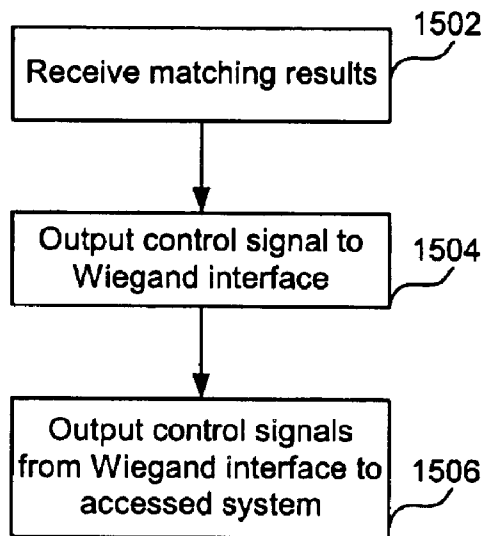 1502
Receive matching results
Output control signal to
Wiegand interface
1504
Output control signals
from Wiegand interface to
accessed system
1506